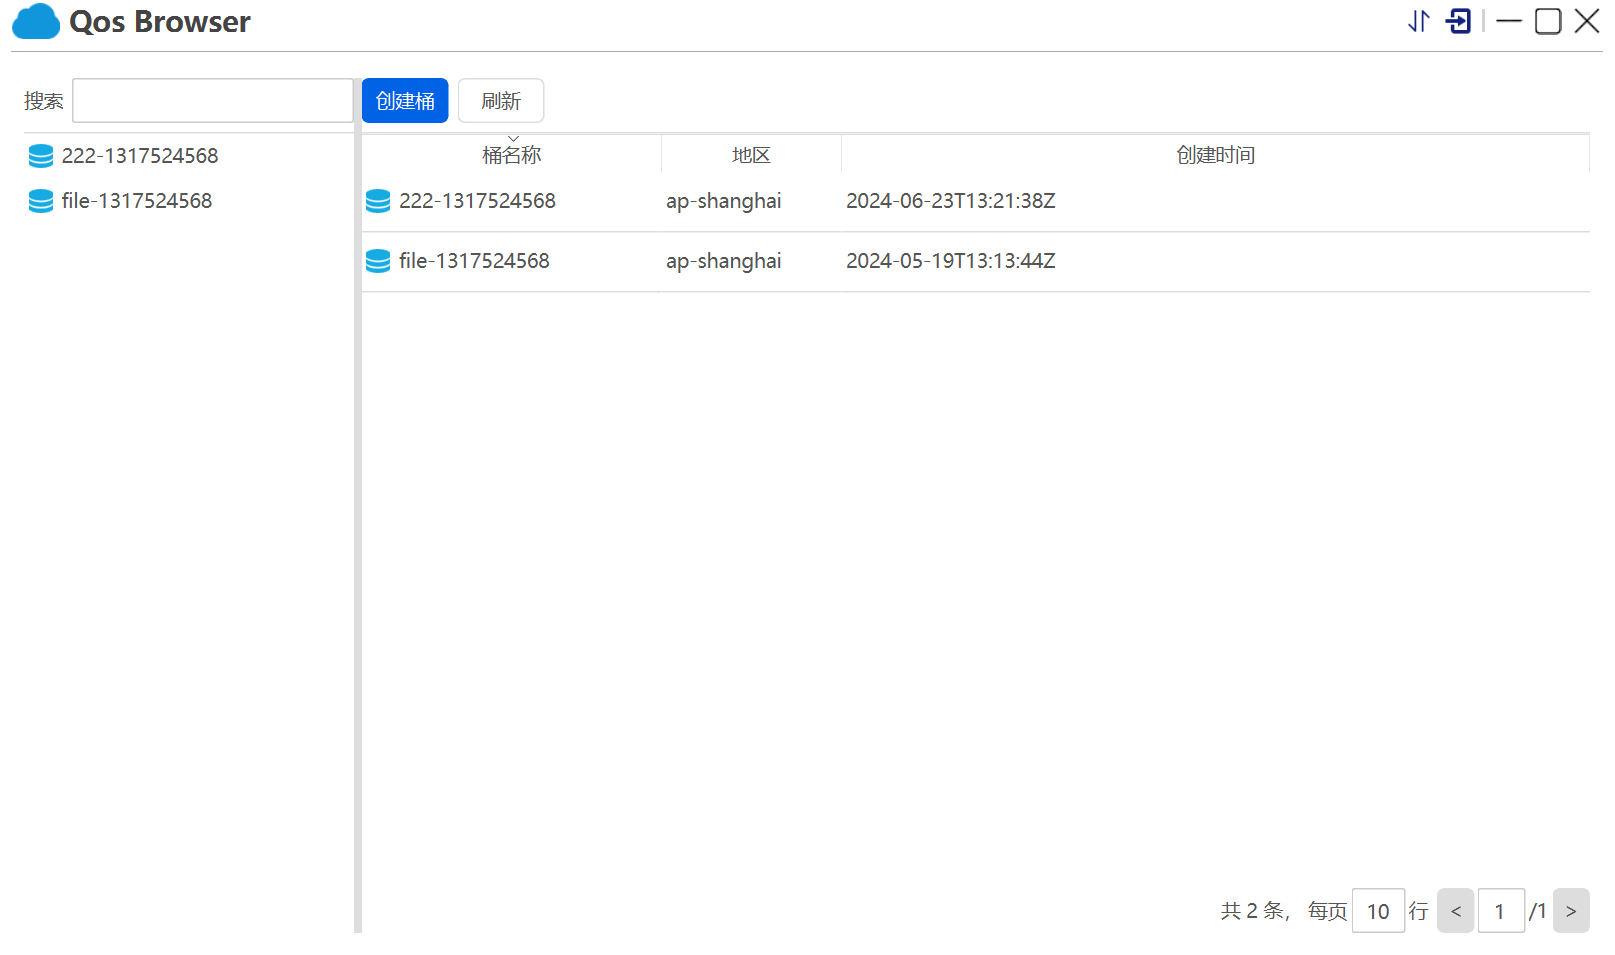 Qos Browser
搜索
创建桶 刷新
222-1317524568
file-1317524568
桶名称 地区 创建时间
222-1317524568 ap-shanghai 2024-06-23T13:21:38Z
file-1317524568 ap-shanghai 2024-05-19T13:13:44Z
共 2 条， 每页 10 行 < 1 /1 >